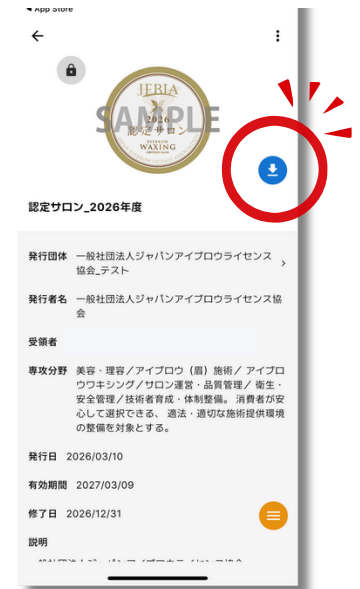 ◀ App Store
JEBIA
2026
認定サロン
EYEBROW
WAXING
SAMPLE
認定サロン_2026年度
発行団体 一般社団法人ジャパンアイブロウライセンス
協会_テスト
発行者名 一般社団法人ジャパンアイブロウライセンス協
会
受領者
専攻分野 美容・理容／アイブロウ（眉）施術／ アイブロ
ウワキシング／サロン運営・品質管理／ 衛生・
安全管理／技術者育成・体制整備。 消費者が安
心して選択できる、 適法・適切な施術提供環境
の整備を対象とする。
発行日 2026/03/10
有効期間 2027/03/09
修了日 2026/12/31
説明